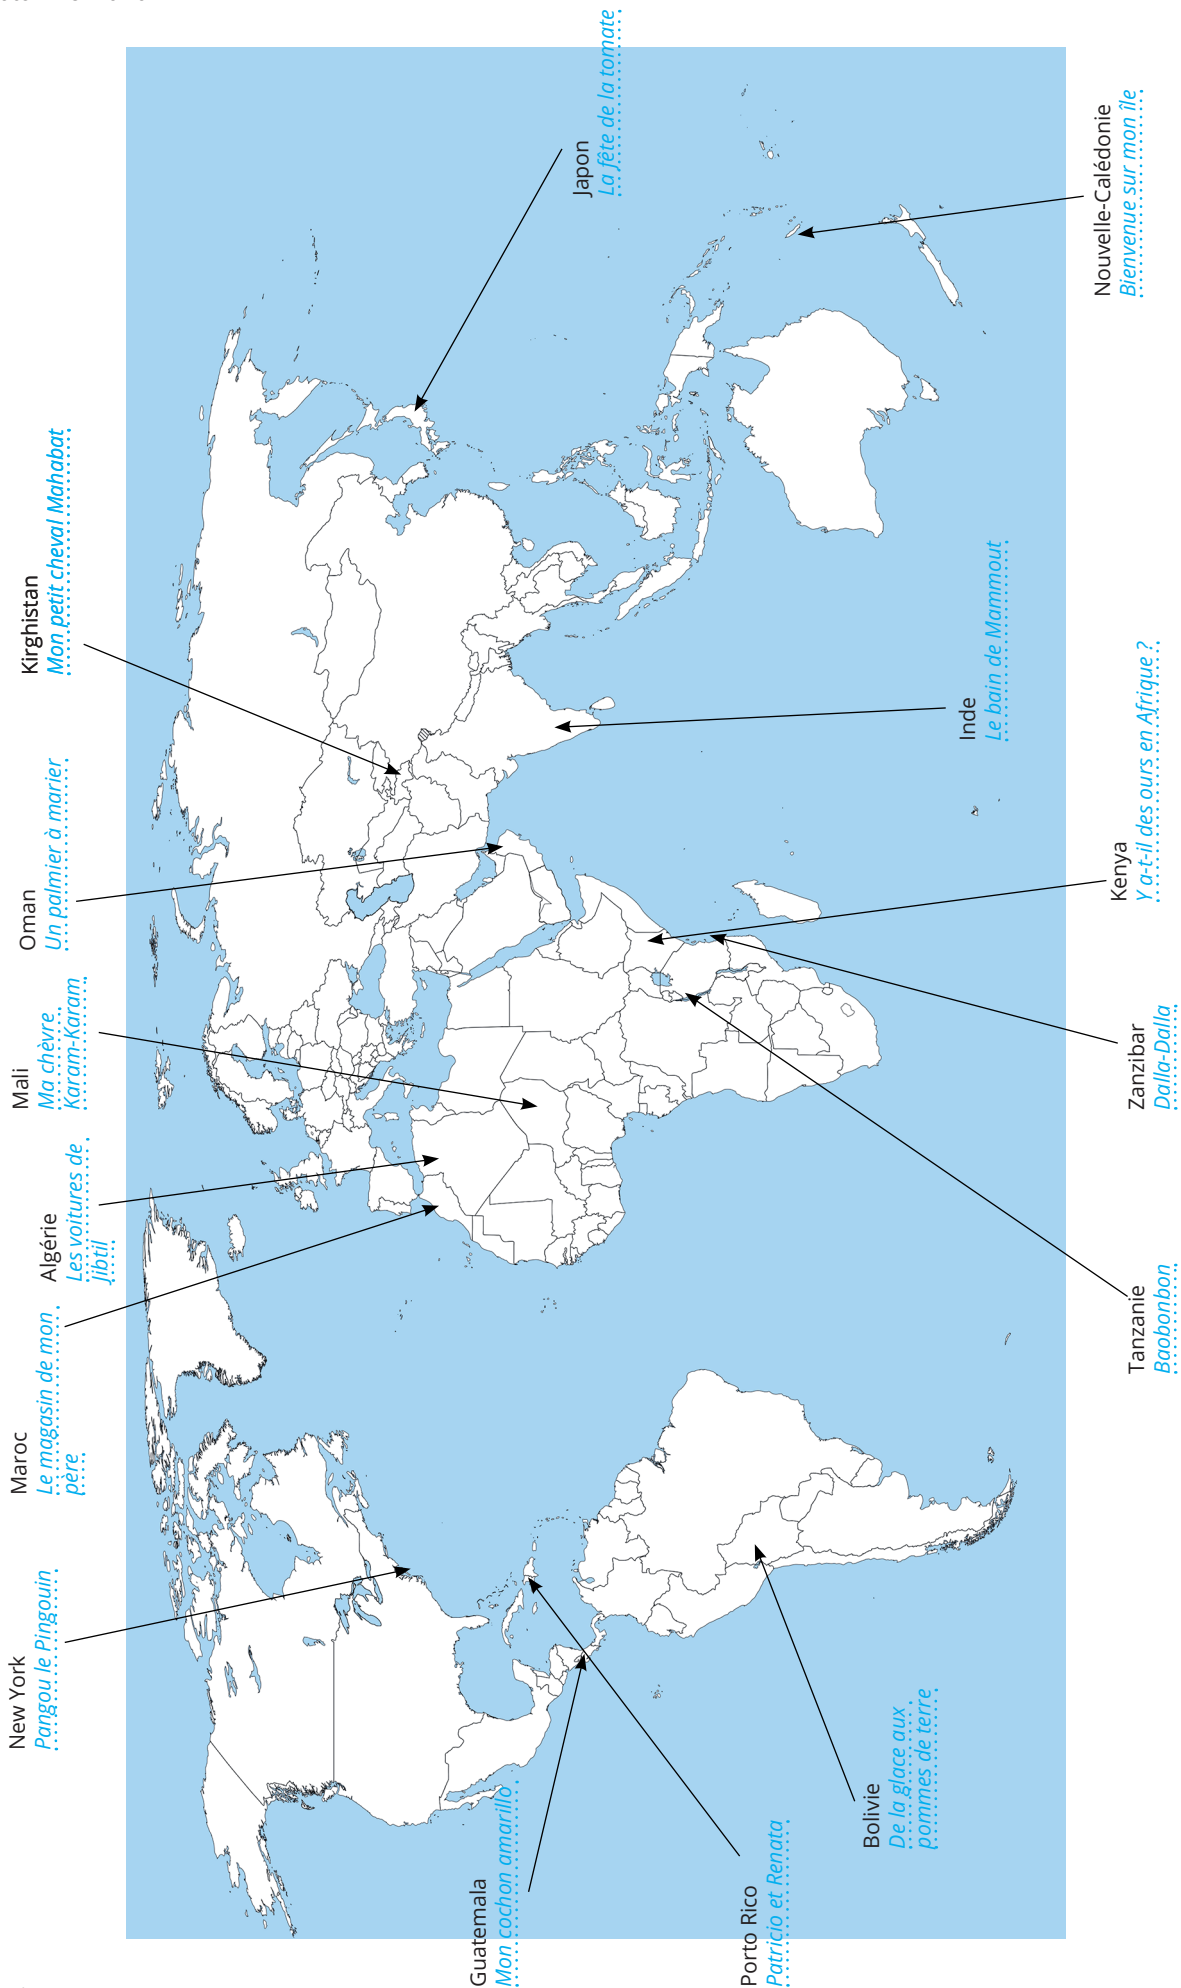 New York
Pangou le Pingouin
Maroc
Le magasin de mon
père
Algérie
Les voitures de
Jibtil
Mali
Ma chèvre
Karam-Karam
Oman
Un palmier à marier
Kirghistan
Mon petit cheval Mahabat
Japon
La fête de la tomate
Guatemala
Mon cochon amarillo
Porto Rico
Patricio et Renata
Bolivie
De la glace aux
pommes de terre
Tanzanie
Baobonbon
Zanzibar
Dalla-Dalla
Kenya
Y a-t-il des ours en Afrique ?
Inde
Le bain de Mammout
Nouvelle-Calédonie
Bienvenue sur mon île